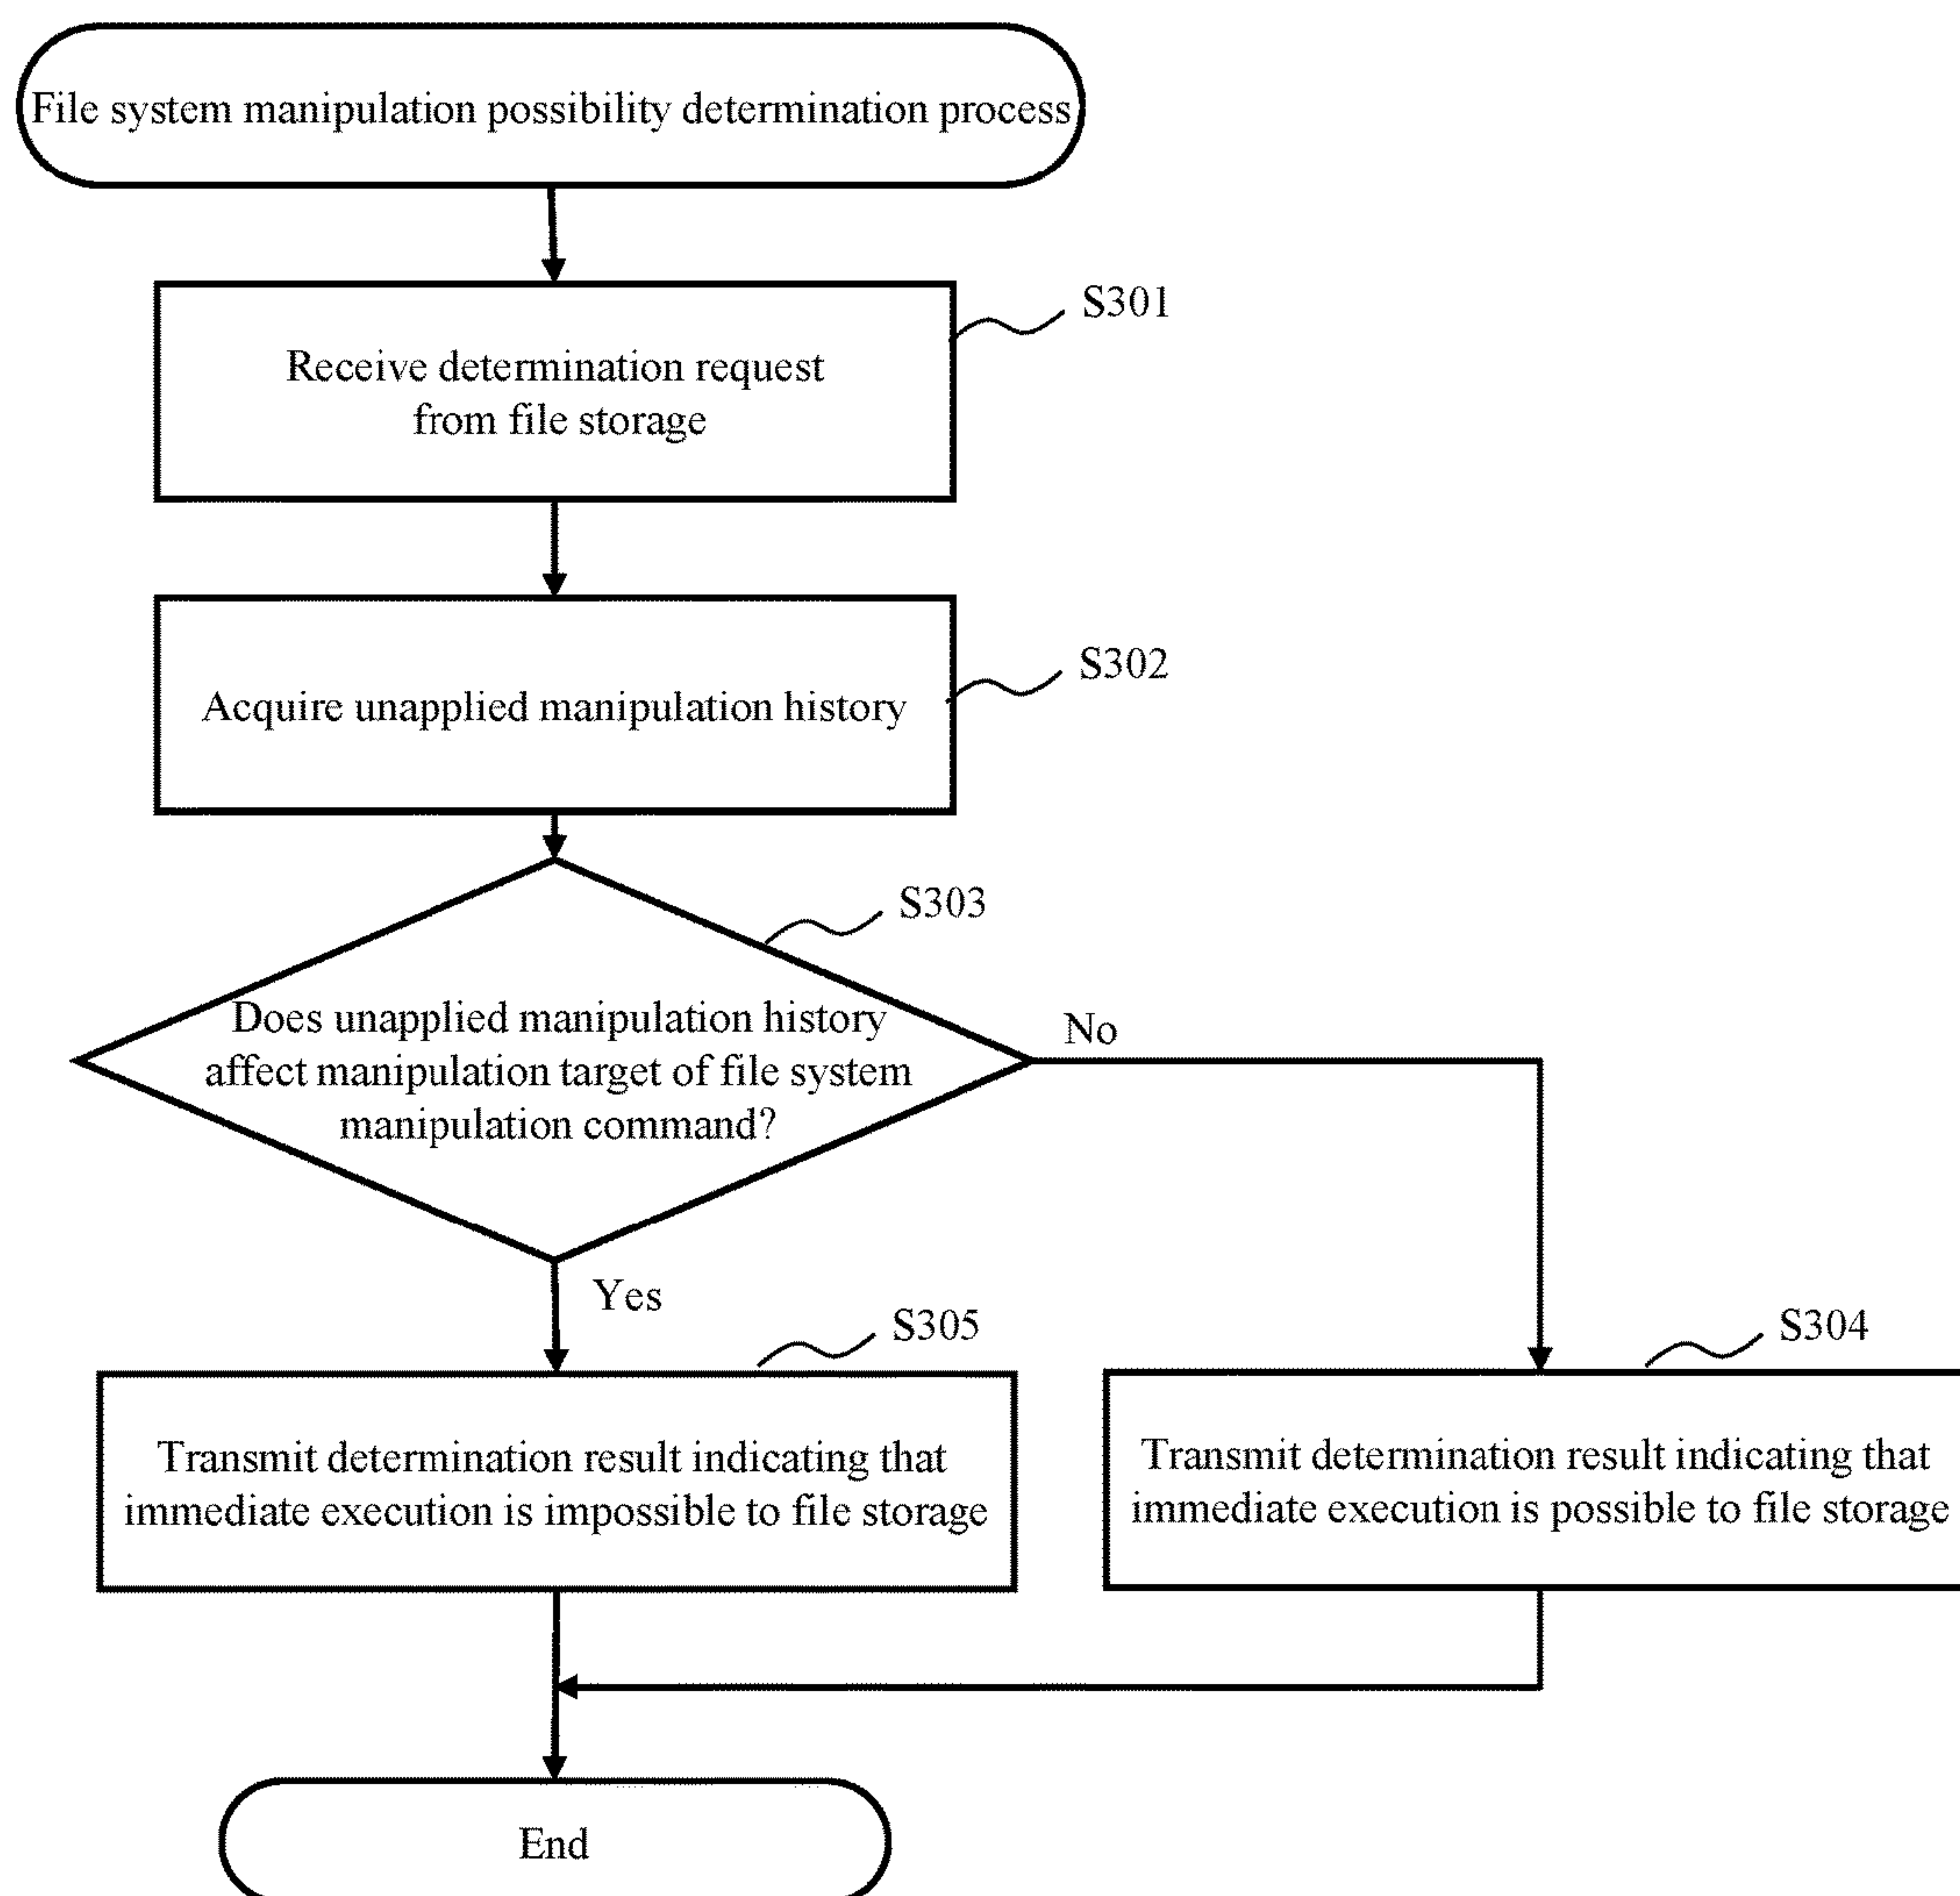 File system manipulation possibility determination process
S301
Receive determination request
from file storage
S302
Acquire unapplied manipulation history
S303
Does unapplied manipulation history
affect manipulation target of file system
manipulation command?
No
Yes
S305
S304
Transmit determination result indicating that
immediate execution is impossible to file storage
Transmit determination result indicating that
immediate execution is possible to file storage
End